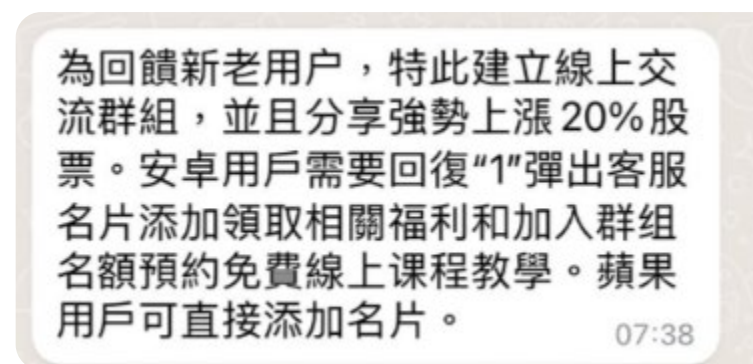 為回饋新老用户，特此建立線上交
流群組，並且分享強勢上漲20%股
票。安卓用戶需要回復“1”彈出客服
名片添加領取相關福利和加入群组
名額預約免費線上课程教學。蘋果
用戶可直接添加名片。
07:38